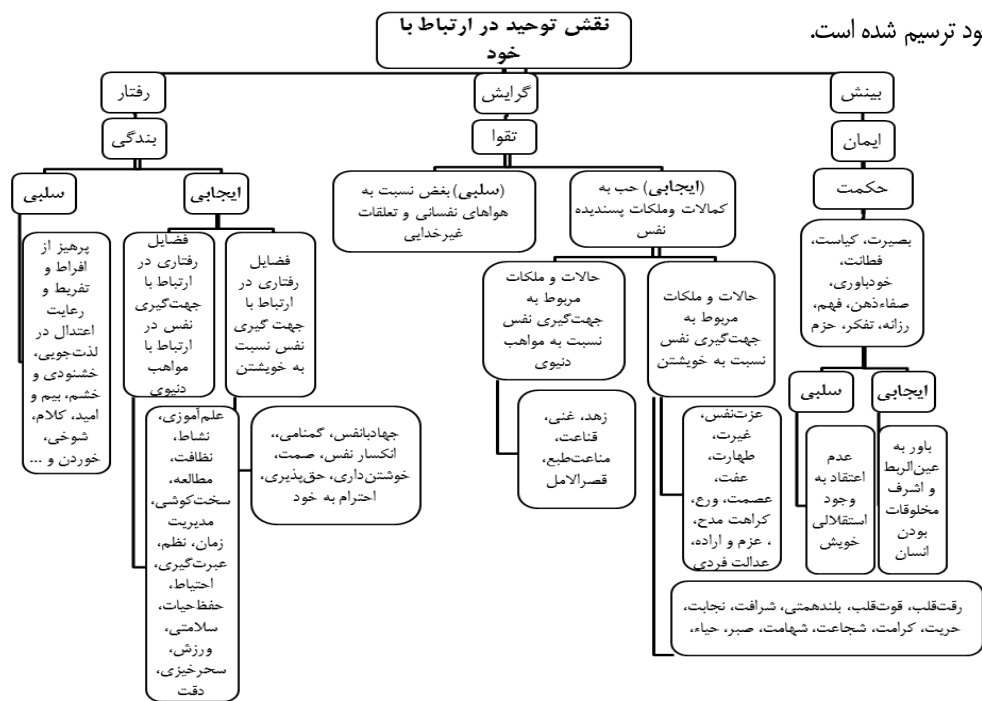 ود ترسیم شده است.
نقش توحید در ارتباط با
خود
بینش
گرایش
رفتار
ایمان
تقوا
بندگی
حکمت
بصیرت، کیاست،
فطانت،
خودباوری،
صفاءذهن، فهم،
رزانه، تفکر، حزم
ایجابی
سلبی
باور به
عین‌الربط
و اشرف
مخلوقات
بودن
انسان
عدم
اعتقاد به
وجود
استقلالی
خویش
(ایجابی) حب به
کمالات وملکات پسندیده
نفس
(سلبی) بغض نسبت به
هواهای نفسانی و تعلقات
غیرخدایی
حالات و ملکات
مربوط به
جهت‌گیری نفس
نسبت به خویشتن
حالات و ملکات
مربوط به
جهت‌گیری نفس
نسبت به مواهب
دنیوی
عزت‌نفس،
غیرت،
طهارت،
عفت،
عصمت، ورع،
کراهت مدح،
، عزم و اراده،
عدالت فردی
رقت‌قلب، قوت‌قلب، بلندهمتی، شرافت، نجابت،
حریت، کرامت، شجاعت، شهامت، صبر، حیاء،
زهد، غنی،
قناعت،
مناعت‌طبع،
قصرالامل
ایجابی
سلبی
فضایل
رفتاری در
ارتباط با
جهت گیری
نفس نسبت
به خویشتن
فضایل
رفتاری در
ارتباط با
جهت‌گیری
نفس در
ارتباط با
مواهب
دنیوی
پرهیز از
افراط و
تفریط و
رعایت
اعتدال در
لذت‌جویی،
خشنودی و
خشم، بیم و
امید، کلام،
شوخی،
خوردن و ...
جهادبانفس، گمنامی،،
انکسار نفس، صمت،
خوشتن‌داری، حق‌پذیری،
احترام به خود
علم‌آموزی،
نشاط،
نظافت،
مطالعه،
سخت‌کوشی،
مدیریت
زمان، نظم،
عبرت‌گیری،
احتیاط،
حفظ‌حیات،
سلامتی،
ورزش،
سحرخیزی،
دقت